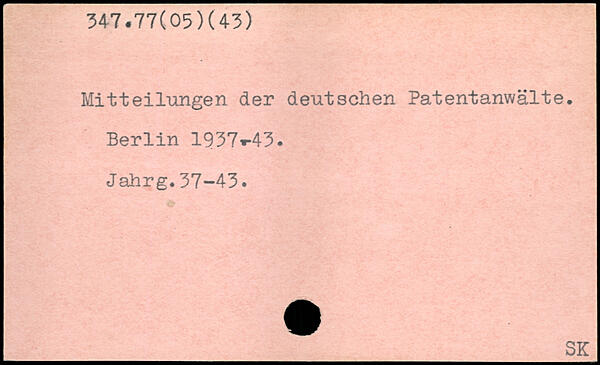 347.77(05)(43)
Mitteilungen der deutschen Patentanwälte.
Berlin 1937-43.
Jahrg.37-43.
SK